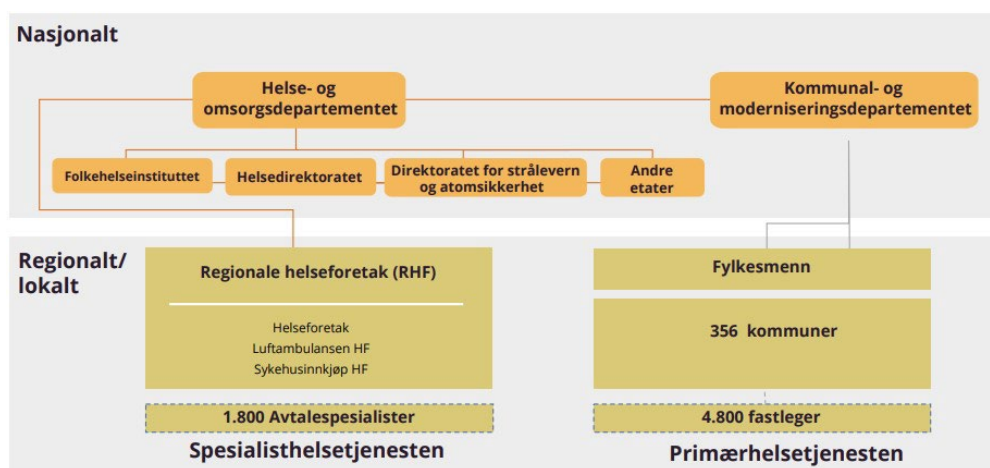 Nasjonalt
Helse- og
omsorgsdepartementet
Kommunal- og
moderniseringsdepartementet
Folkehelseinstituttet
Helsedirektoratet
Direktoratet for strålevern
og atomsikkerhet
Andre
etater
Regionalt/
lokalt
Regionale helseforetak (RHF)
Helseforetak
Luftambulansen HF
Sykehusinnkjøp HF
1.800 Avtalespesialister
Spesialisthelsetjenesten
Fylkesmenn
356 kommuner
4.800 fastleger
Primærhelsetjenesten